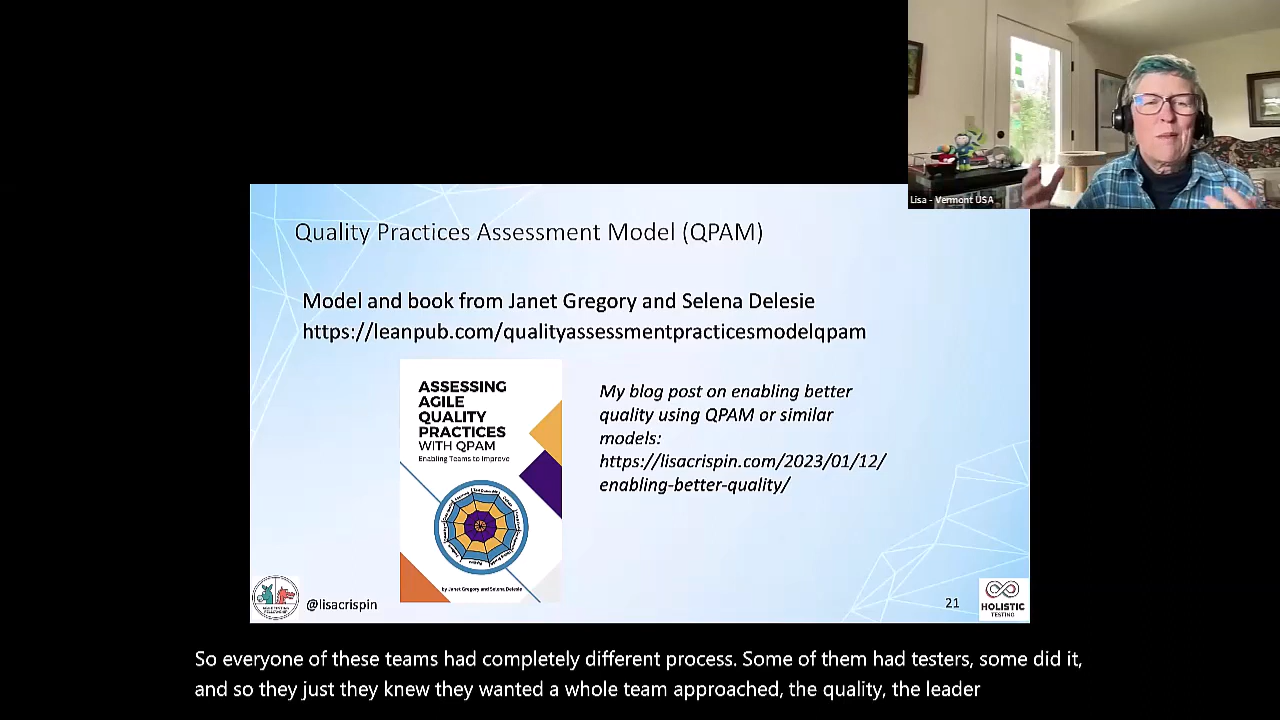 Lisa - Vermont USA
Quality Practices Assessment Model (QPAM)
Model and book from Janet Gregory and Selena Delesie
https://leanpub.com/qualityassessmentpracticesmodelqpam
ASSESSING
AGILE
QUALITY
PRACTICES
WITH QPAM
Enabling Teams to Improve
by Janet Gregory and Selena Delesie
My blog post on enabling better
quality using QPAM or similar
models:
https://lisacrispin.com/2023/01/12/
enabling-better-quality/
@lisacrispin
21
HOLISTIC
TESTING
So everyone of these teams had completely different process. Some of them had testers, some did it,
and so they just they knew they wanted a whole team approached, the quality, the leader